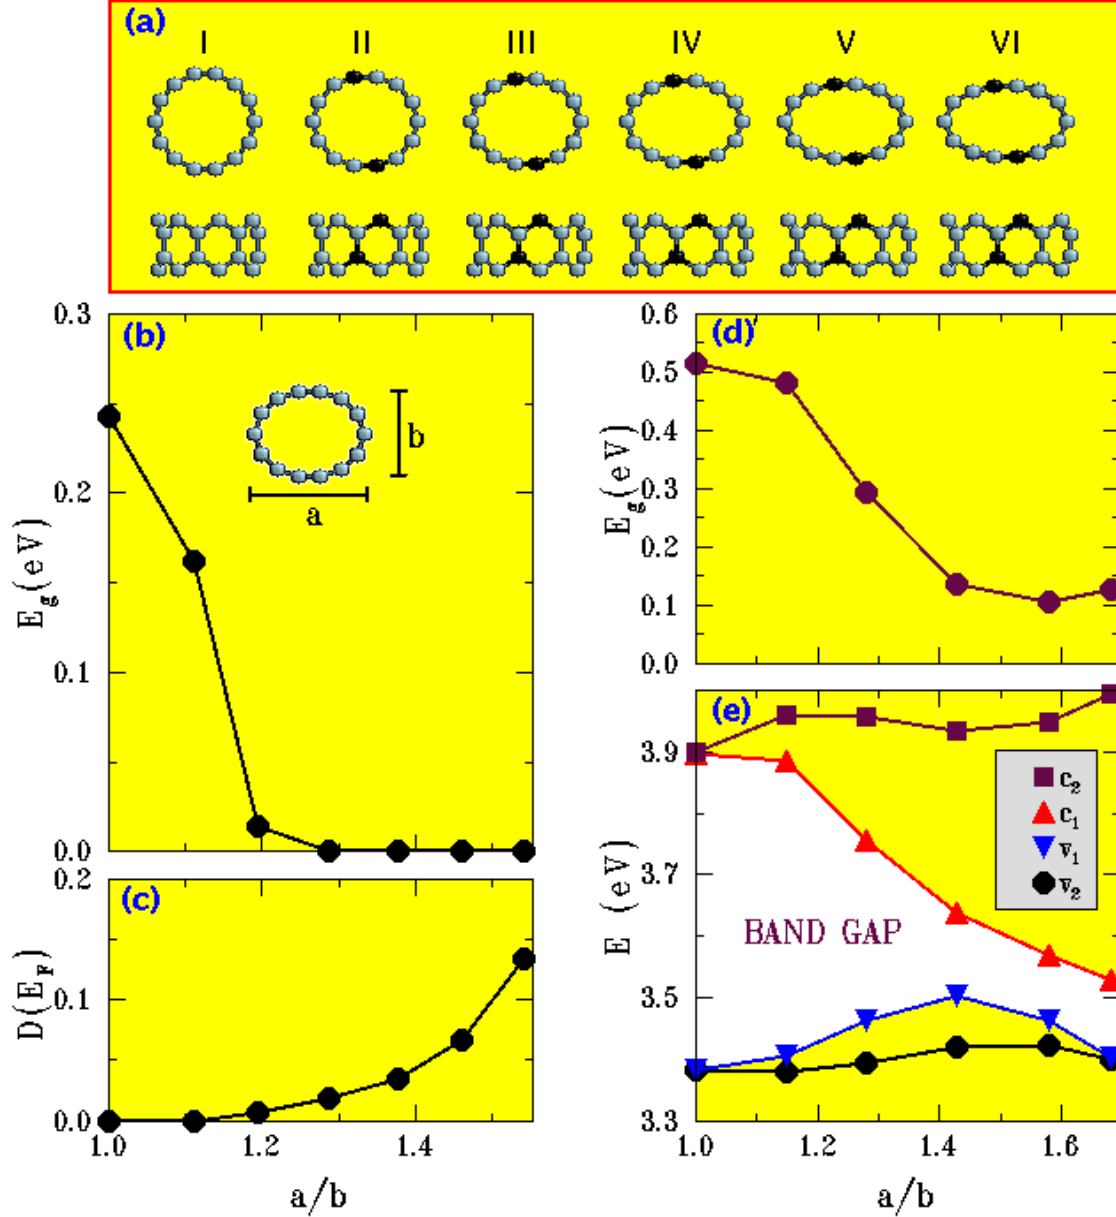 (a)
I II III IV V VI
(b)
0.3
0.2
0.1
0.0
E_g(eV)
b
a
(c)
0.2
0.1
0.0
D(E_F)
1.0 1.2 1.4
a/b
(d)
0.6
0.5
0.4
0.3
0.2
0.1
0.0
E_g(eV)
(e)
3.9
3.7
3.5
3.3
E (eV)
c_2
c_1
v_1
v_2
BAND GAP
1.0 1.2 1.4 1.6
a/b